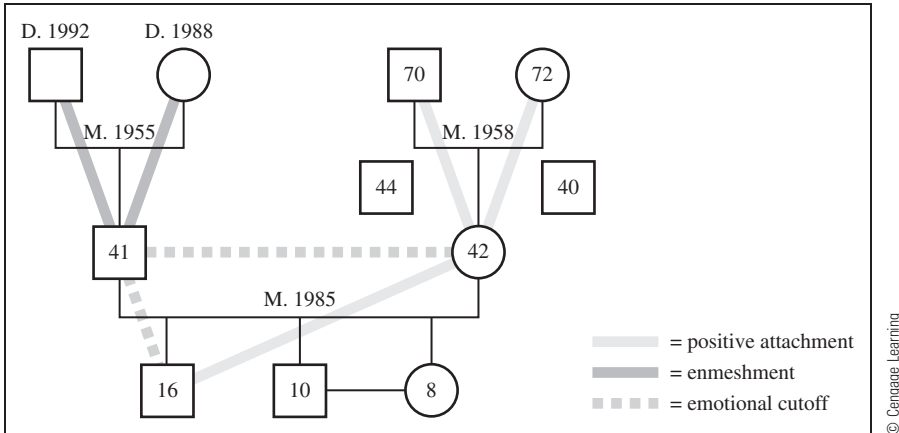 D. 1992 D. 1988
70 72
M. 1955 M. 1958
44 40
41 42
M. 1985
16 10 8
= positive attachment
= enmeshment
= emotional cutoff
© Cengage Learning